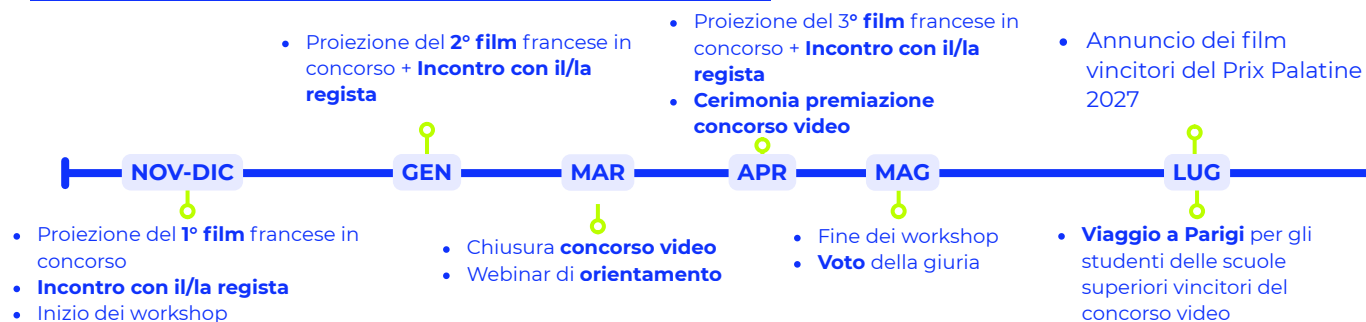 • Proiezione del 2° film francese in
concorso + Incontro con il/la
regista
• Proiezione del 3° film francese in
concorso + Incontro con il/la
regista
• Cerimonia premiazione
concorso video
• Annuncio dei film
vincitori del Prix Palatine
2027
NOV-DIC
GEN
MAR
APR
MAG
LUG
• Proiezione del 1° film francese in
concorso
• Incontro con il/la regista
• Inizio dei workshop
• Chiusura concorso video
• Webinar di orientamento
• Fine dei workshop
• Voto della giuria
• Viaggio a Parigi per gli
studenti delle scuole
superiori vincitori del
concorso video